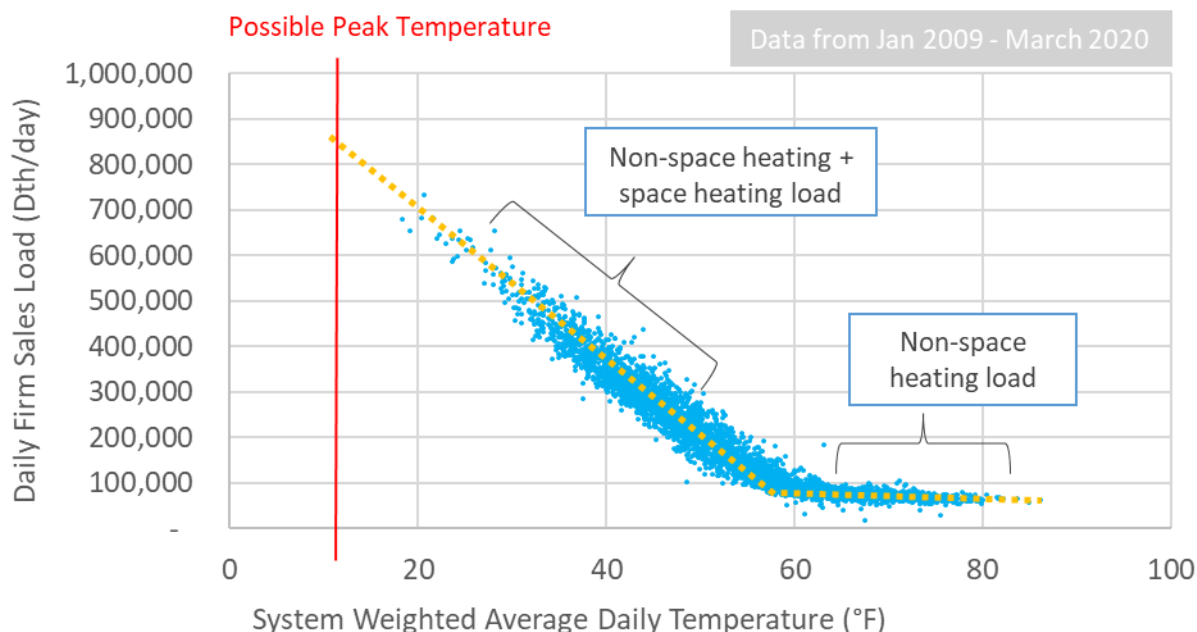 Possible Peak Temperature
Data from Jan 2009 - March 2020
Daily Firm Sales Load (Dth/day)
1,000,000
900,000
800,000
700,000
600,000
500,000
400,000
300,000
200,000
100,000
-
Non-space heating +
space heating load
Non-space
heating load
0 20 40 60 80 100
System Weighted Average Daily Temperature (°F)